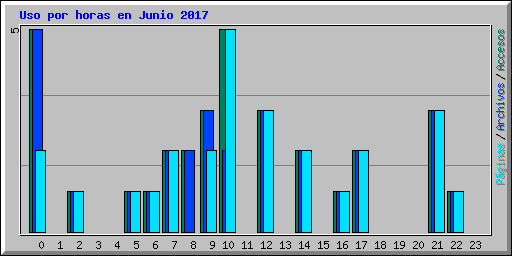 Uso por horas en Junio 2017
5
Páginas/Archivos/Accesos
0 1 2 3 4 5 6 7 8 9 10 11 12 13 14 15 16 17 18 19 20 21 22 23